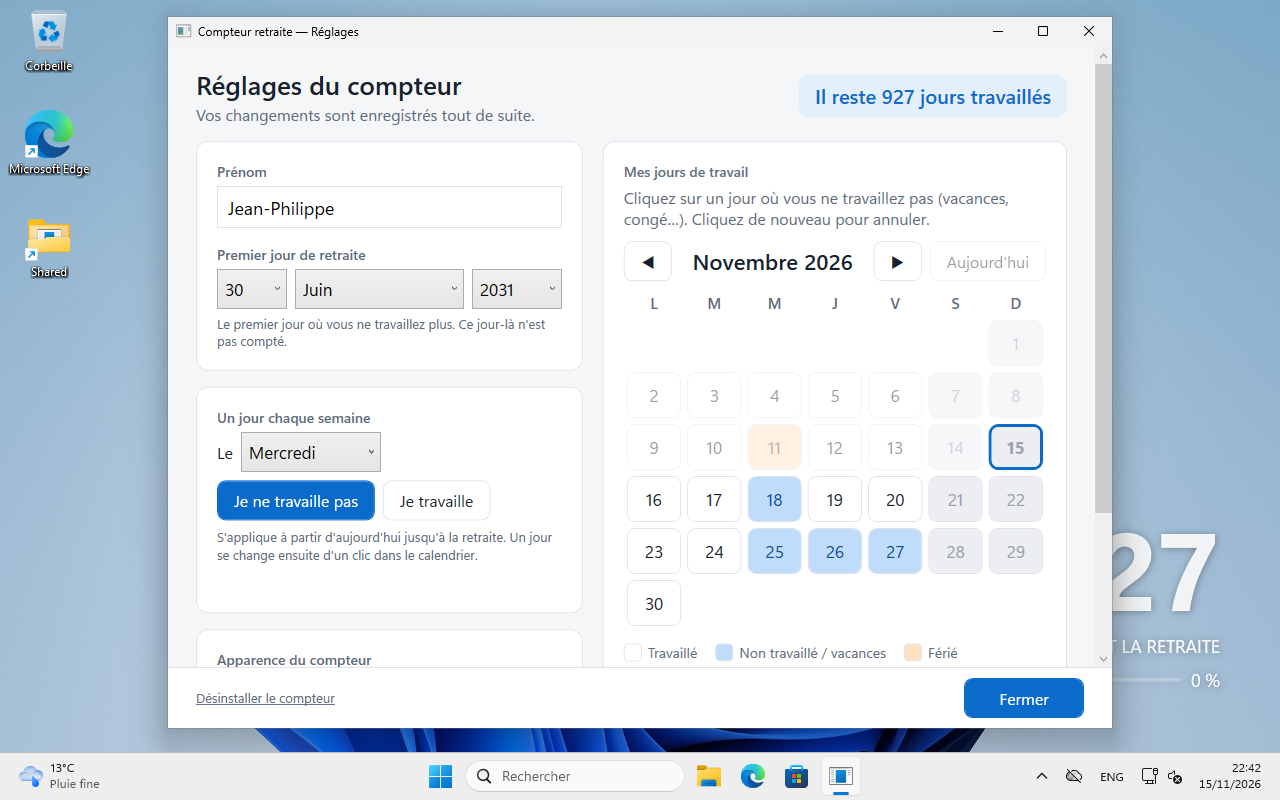 Corbeille
Microsoft Edge
Shared
Compteur retraite — Réglages
Réglages du compteur
Vos changements sont enregistrés tout de suite.
Il reste 927 jours travaillés
Prénom
Jean-Philippe
Premier jour de retraite
30 Juin 2031
Le premier jour où vous ne travaillez plus. Ce jour-là n'est
pas compté.
Un jour chaque semaine
Le Mercredi
Je ne travaille pas Je travaille
S'applique à partir d'aujourd'hui jusqu'à la retraite. Un jour
se change ensuite d'un clic dans le calendrier.
Apparence du compteur
Mes jours de travail
Cliquez sur un jour où vous ne travaillez pas (vacances,
congé…). Cliquez de nouveau pour annuler.
◀ Novembre 2026 ▶ Aujourd'hui
L M M J V S D
1
2 3 4 5 6 7 8
9 10 11 12 13 14 15
16 17 18 19 20 21 22
23 24 25 26 27 28 29
30
Travaillé Non travaillé / vacances Férié
Désinstaller le compteur
Fermer
27
T LA RETRAITE
0 %
13°C
Pluie fine
Rechercher
ENG
22:42
15/11/2026